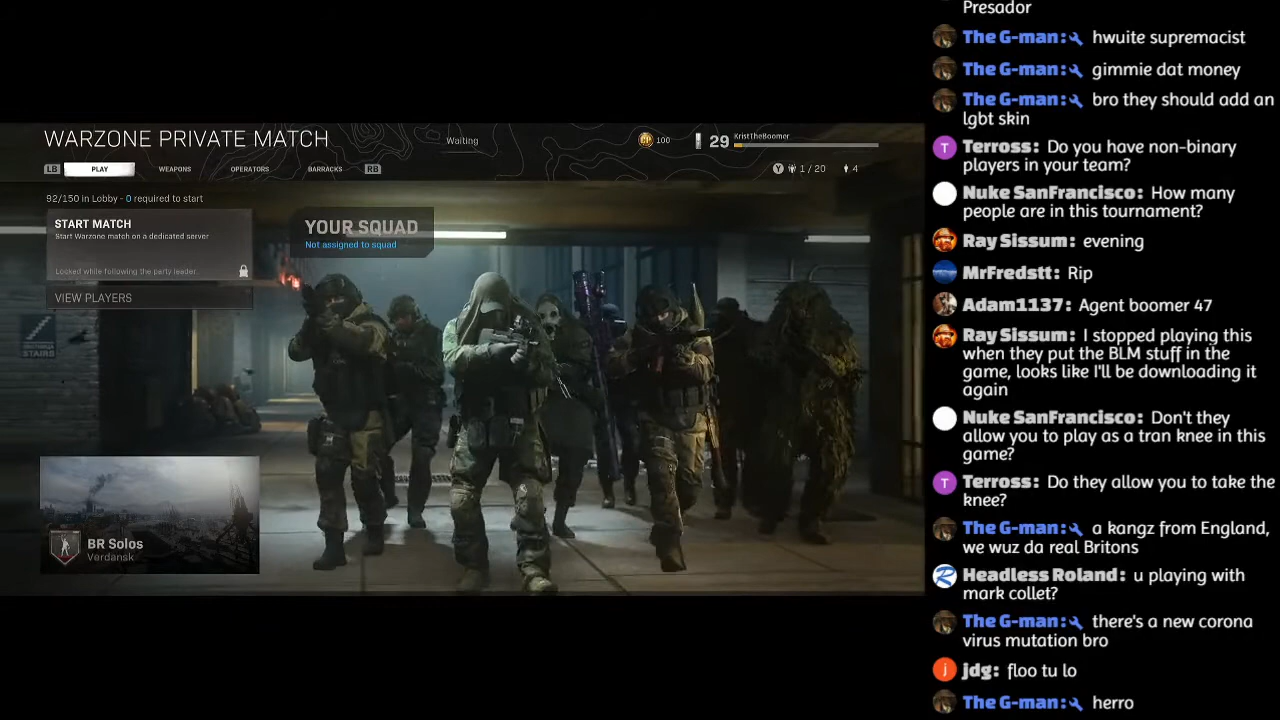 WARZONE PRIVATE MATCH
Waiting
100
29
KristTheBoomer
LB
PLAY
WEAPONS
OPERATORS
BARRACKS
RB
Y
1 / 20
4
92/150 in Lobby - 0 required to start
START MATCH
Start Warzone match on a dedicated server
Locked while following the party leader.
VIEW PLAYERS
YOUR SQUAD
Not assigned to squad
STAIRS
BR Solos
Verdansk
Presador
The G-man: hwuite supremacist
The G-man: gimmie dat money
The G-man: bro they should add an
lgbt skin
T
Terross: Do you have non-binary
players in your team?
Nuke SanFrancisco: How many
people are in this tournament?
Ray Sissum: evening
MrFredstt: Rip
Adam1137: Agent boomer 47
Ray Sissum: I stopped playing this
when they put the BLM stuff in the
game, looks like I'll be downloading it
again
Nuke SanFrancisco: Don't they
allow you to play as a tran knee in this
game?
T
Terross: Do they allow you to take the
knee?
The G-man: a kangz from England,
we wuz da real Britons
Headless Roland: u playing with
mark collet?
The G-man: there's a new corona
virus mutation bro
j
jdg: floo tu lo
The G-man: herro